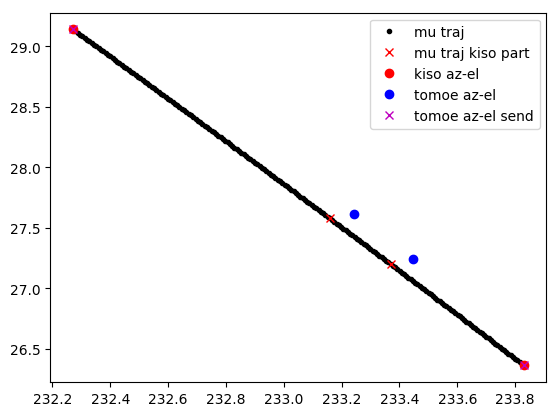 29.0
28.5
28.0
27.5
27.0
26.5
232.2 232.4 232.6 232.8 233.0 233.2 233.4 233.6 233.8
mu traj
mu traj kiso part
kiso az-el
tomoe az-el
tomoe az-el send